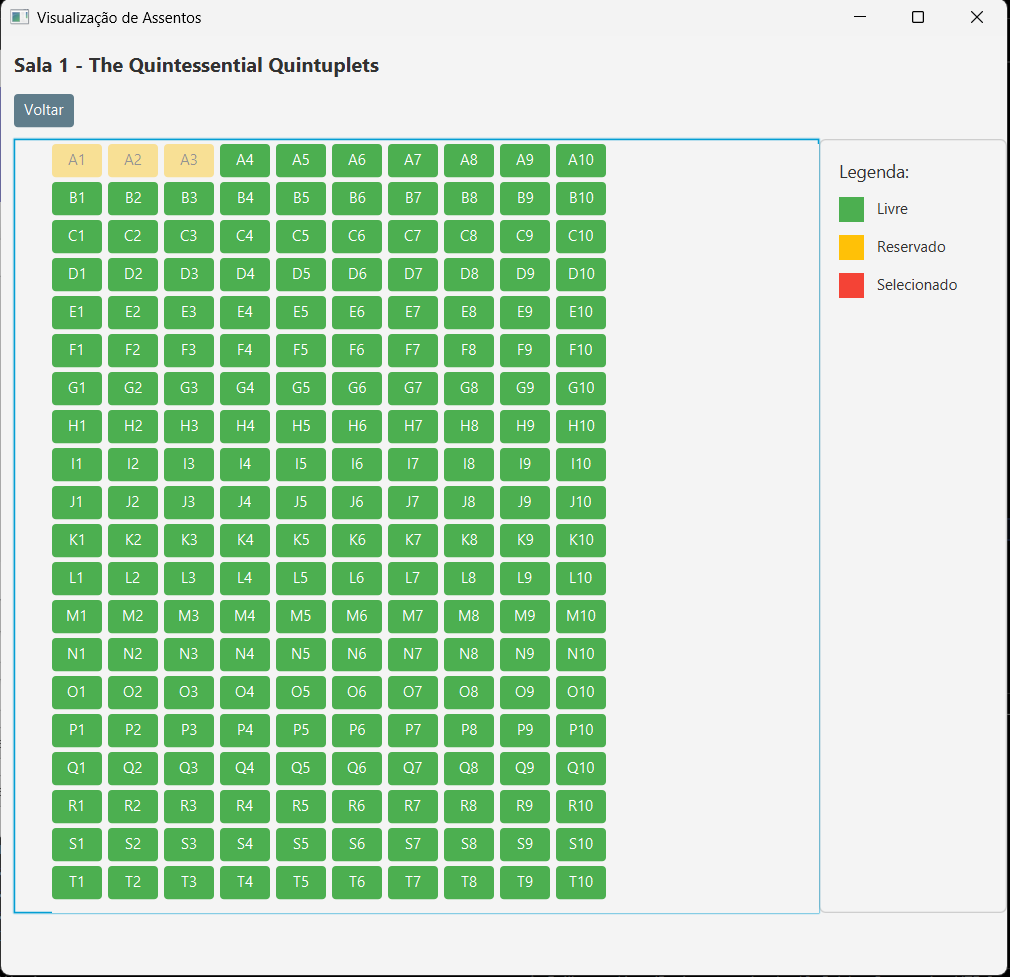 Visualização de Assentos
Sala 1 - The Quintessential Quintuplets
Voltar
A1 A2 A3 A4 A5 A6 A7 A8 A9 A10
B1 B2 B3 B4 B5 B6 B7 B8 B9 B10
C1 C2 C3 C4 C5 C6 C7 C8 C9 C10
D1 D2 D3 D4 D5 D6 D7 D8 D9 D10
E1 E2 E3 E4 E5 E6 E7 E8 E9 E10
F1 F2 F3 F4 F5 F6 F7 F8 F9 F10
G1 G2 G3 G4 G5 G6 G7 G8 G9 G10
H1 H2 H3 H4 H5 H6 H7 H8 H9 H10
I1 I2 I3 I4 I5 I6 I7 I8 I9 I10
J1 J2 J3 J4 J5 J6 J7 J8 J9 J10
K1 K2 K3 K4 K5 K6 K7 K8 K9 K10
L1 L2 L3 L4 L5 L6 L7 L8 L9 L10
M1 M2 M3 M4 M5 M6 M7 M8 M9 M10
N1 N2 N3 N4 N5 N6 N7 N8 N9 N10
O1 O2 O3 O4 O5 O6 O7 O8 O9 O10
P1 P2 P3 P4 P5 P6 P7 P8 P9 P10
Q1 Q2 Q3 Q4 Q5 Q6 Q7 Q8 Q9 Q10
R1 R2 R3 R4 R5 R6 R7 R8 R9 R10
S1 S2 S3 S4 S5 S6 S7 S8 S9 S10
T1 T2 T3 T4 T5 T6 T7 T8 T9 T10
Legenda:
Livre
Reservado
Selecionado